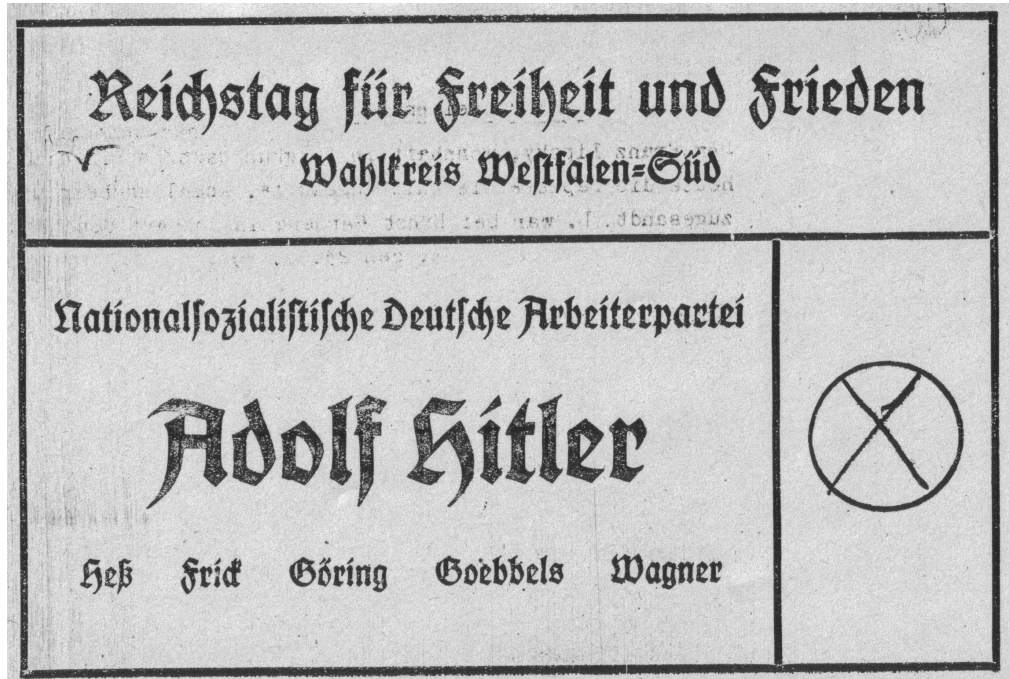 Reichstag für Freiheit und Frieden
Wahlkreis Westfalen=Süd
Nationalsozialistische Deutsche Arbeiterpartei
Adolf Hitler
Heß Frick Göring Goebbels Wagner